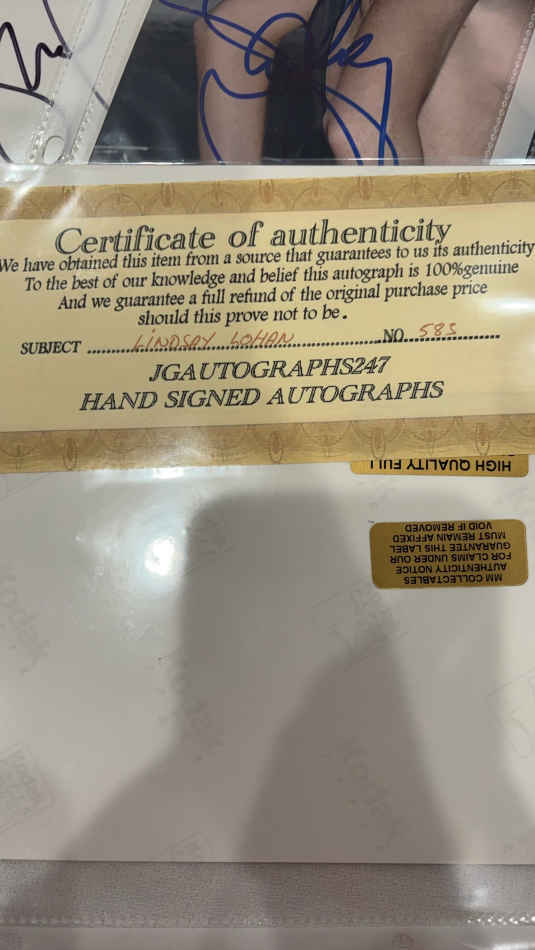 Certificate of authenticity
We have obtained this item from a source that guarantees to us its authenticity
To the best of our knowledge and belief this autograph is 100%genuine
And we guarantee a full refund of the original purchase price
should this prove not to be.
SUBJECT LINDSAY LOHAN NO. 583
JGAUTOGRAPHS247
HAND SIGNED AUTOGRAPHS
HIGH QUALITY FULL
MM COLLECTABLES
AUTHENTICITY NOTICE
FOR CLAIMS UNDER OUR
GUARANTEE THIS LABEL
MUST REMAIN AFFIXED
VOID IF REMOVED